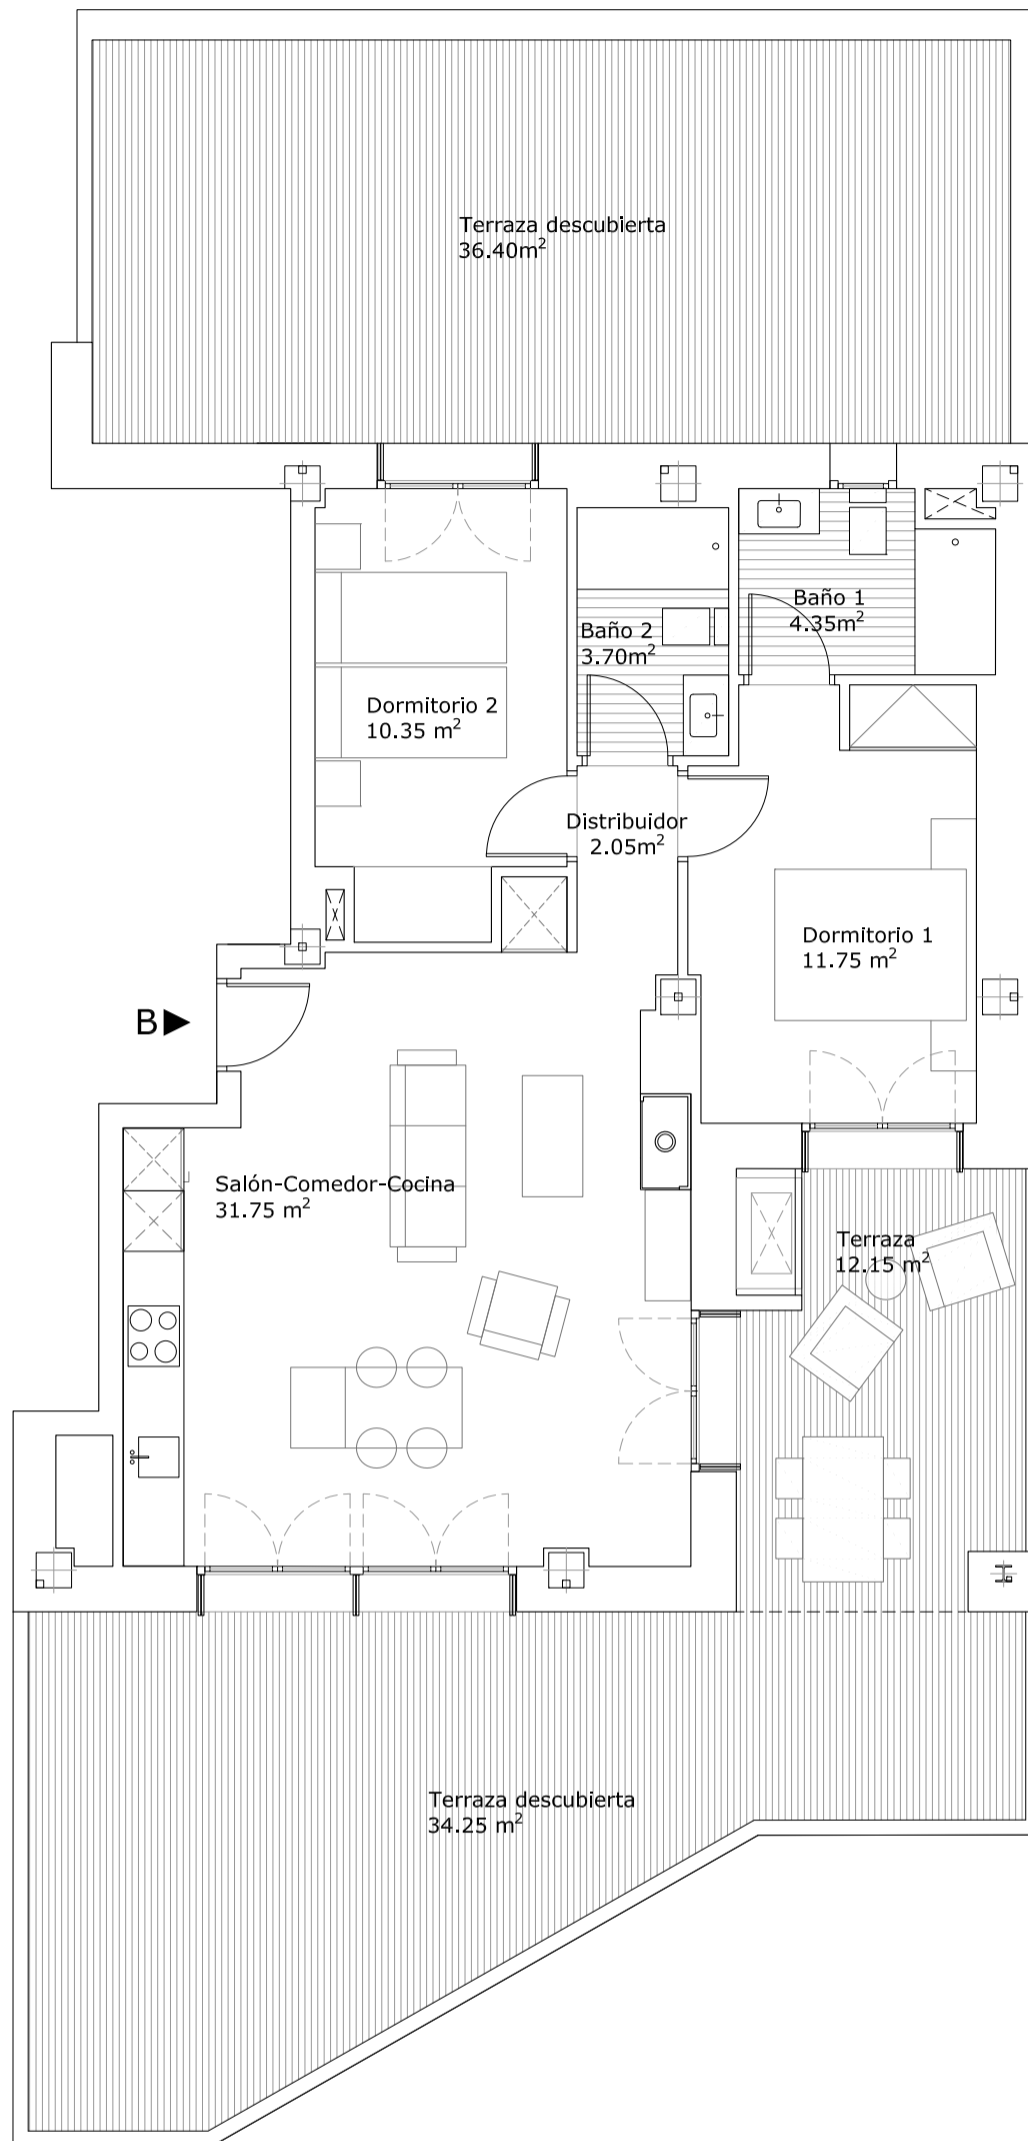 Terraza descubierta
36.40m²
Baño 1
4.35m²
Baño 2
3.70m²
Dormitorio 2
10.35 m²
Distribuidor
2.05m²
Dormitorio 1
11.75 m²
B
Salón-Comedor-Cocina
31.75 m²
Terraza
12.15 m²
Terraza descubierta
34.25 m²